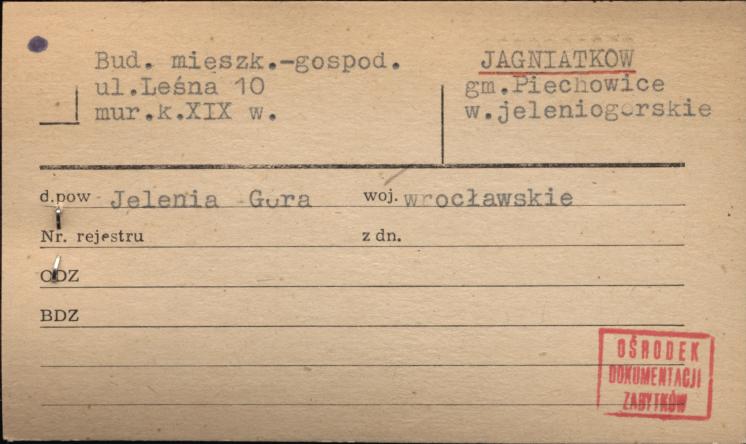 Bud. mieszk.-gospod.
ul.Leśna 10
mur.k.XIX w.
JAGNIATKOW
gm.Piechowice
w.jeleniogorskie
d.pow Jelenia Gora woj. wrocławskie
Nr. rejestru z dn.
ODZ
BDZ
OŚRODEK
DOKUMENTACJI
ZABYTKÓW